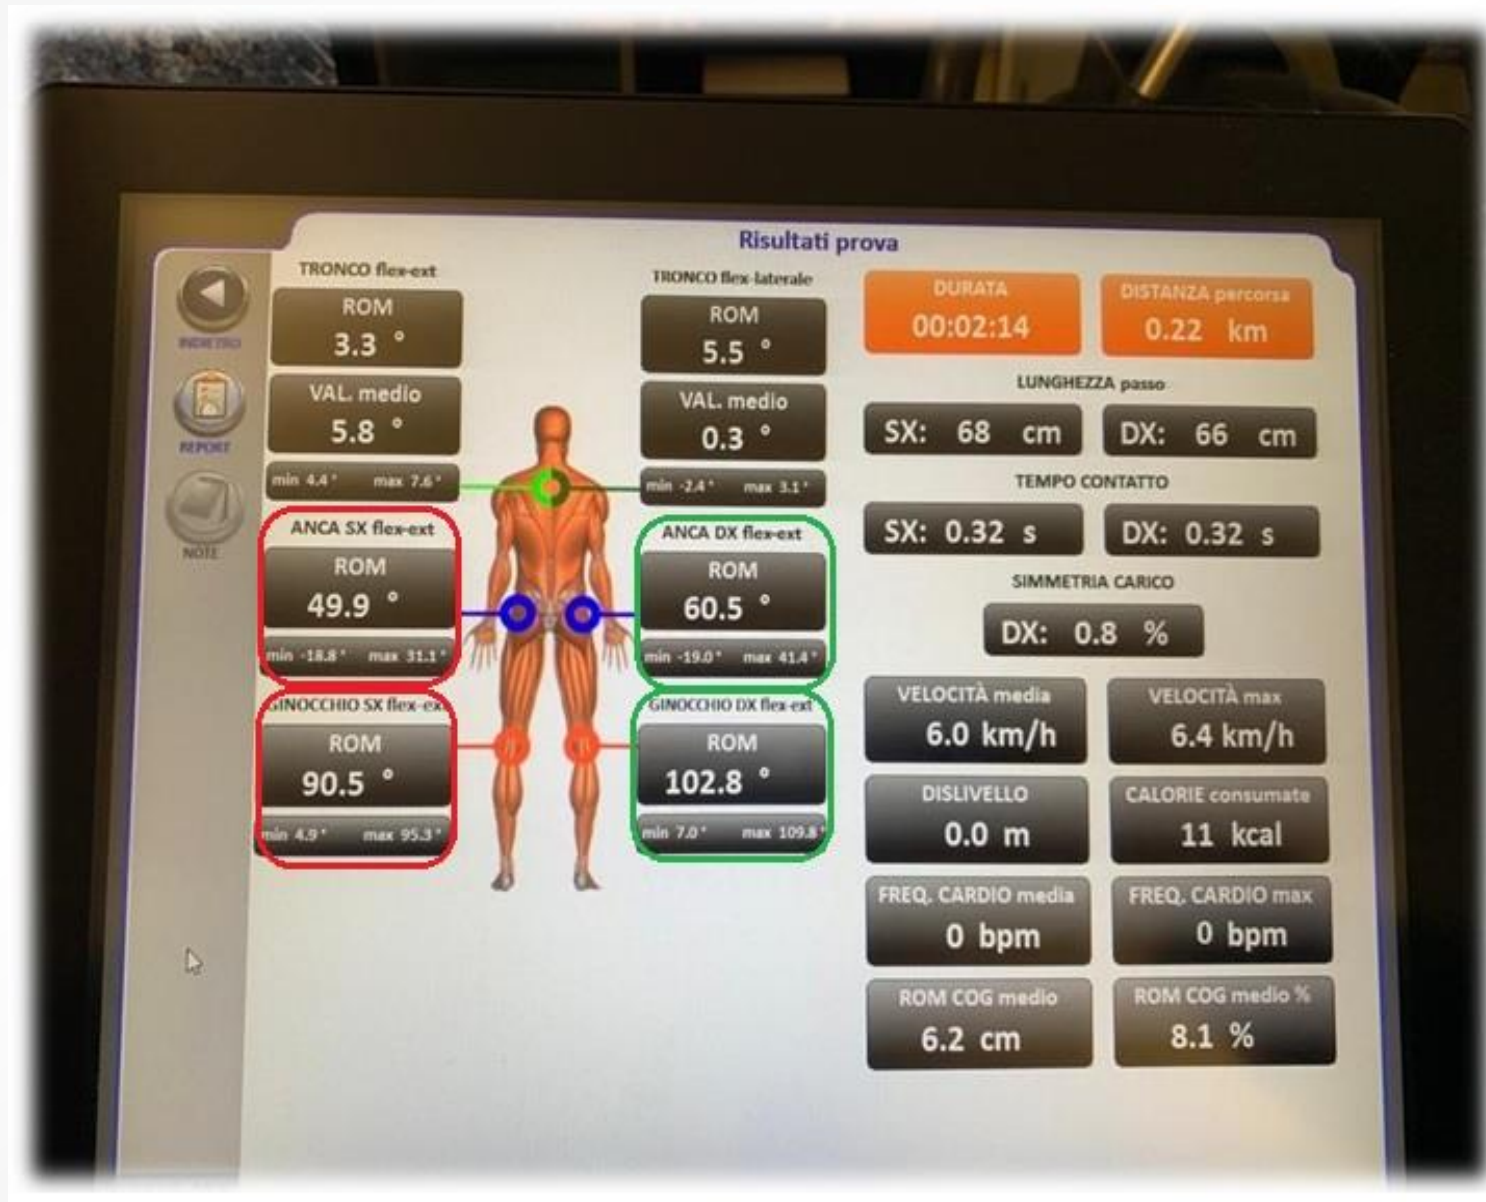 Risultati prova
INDIETRO
REPORT
NOTE
TRONCO flex-ext
ROM
3.3 °
VAL. medio
5.8 °
min 4.4° max 7.6°
TRONCO flex-laterale
ROM
5.5 °
VAL. medio
0.3 °
min -2.4° max 3.1°
ANCA SX flex-ext
ROM
49.9 °
min -18.8° max 31.1°
ANCA DX flex-ext
ROM
60.5 °
min -19.0° max 41.4°
GINOCCHIO SX flex-ext
ROM
90.5 °
min 4.9° max 95.3°
GINOCCHIO DX flex-ext
ROM
102.8 °
min 7.0° max 109.8°
DURATA
00:02:14
DISTANZA percorsa
0.22 km
LUNGHEZZA passo
SX: 68 cm DX: 66 cm
TEMPO CONTATTO
SX: 0.32 s DX: 0.32 s
SIMMETRIA CARICO
DX: 0.8 %
VELOCITÀ media
6.0 km/h
VELOCITÀ max
6.4 km/h
DISLIVELLO
0.0 m
CALORIE consumate
11 kcal
FREQ. CARDIO media
0 bpm
FREQ. CARDIO max
0 bpm
ROM COG medio
6.2 cm
ROM COG medio %
8.1 %